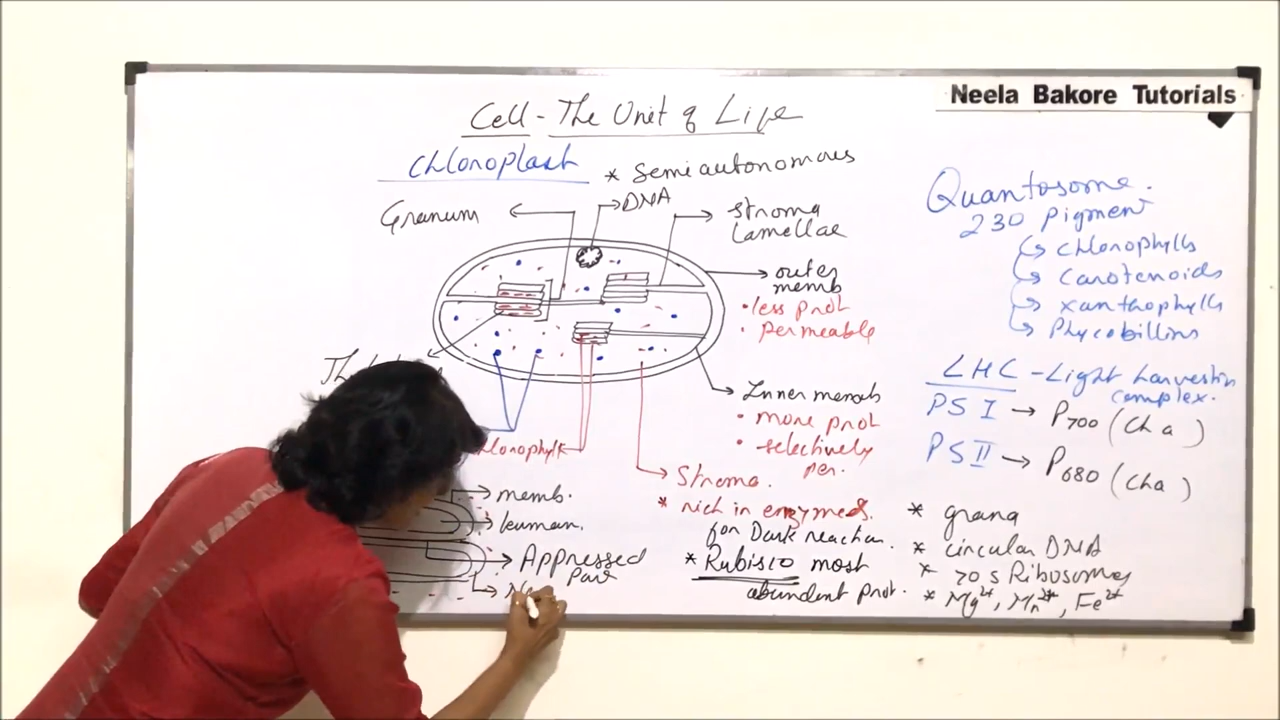 Neela Bakore Tutorials
Cell - The Unit of Life
Chloroplast
* Semiautonomous
DNA
Granum
Stroma
Lamellae
outer
memb
• less prot
• permeable
Inner memb
• more prot
• selectively
per.
Stroma.
* rich in enzymes
for Dark reaction.
* Rubisco most
abundent prot.
memb.
Appressed
Part
Quantosome.
230 pigment
chlorophylls
carotenoids
xanthophylls
Phycobillins
LHC - Light harvestin
complex.
PS I → P700 (Ch a)
PS II → P680 (Cha)
* grana
* circular DNA
* 70 s Ribosomes
* Mg2+, Mn2+, Fe2+